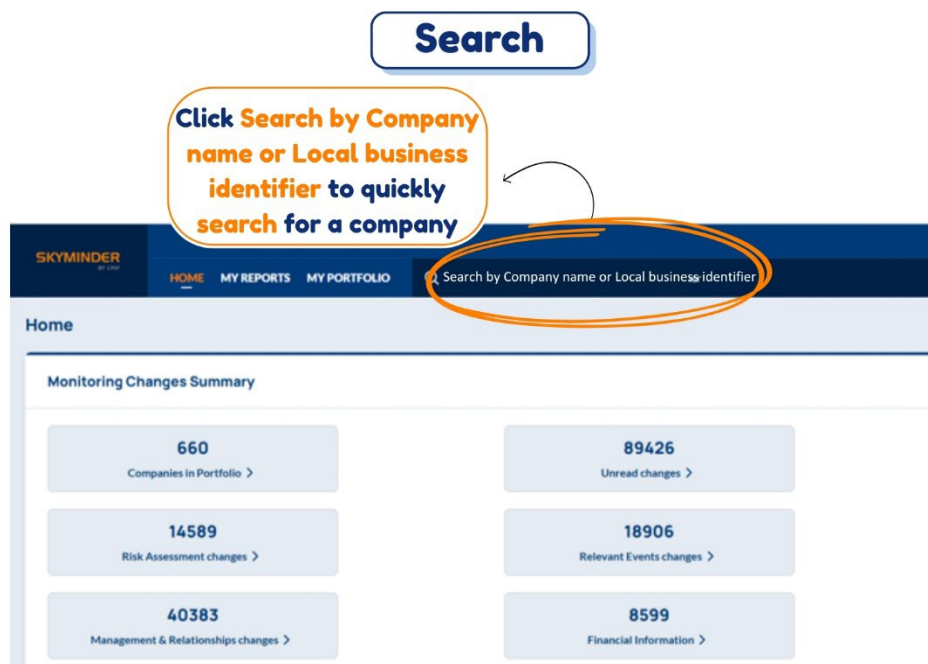 Search
Click Search by Company
name or Local business
identifier to quickly
search for a company
SKYMINDER
BY CRIF
HOME MY REPORTS MY PORTFOLIO Search by Company name or Local business identifier
Home
Monitoring Changes Summary
660
Companies in Portfolio >
89426
Unread changes >
14589
Risk Assessment changes >
18906
Relevant Events changes >
40383
Management & Relationships changes >
8599
Financial Information >